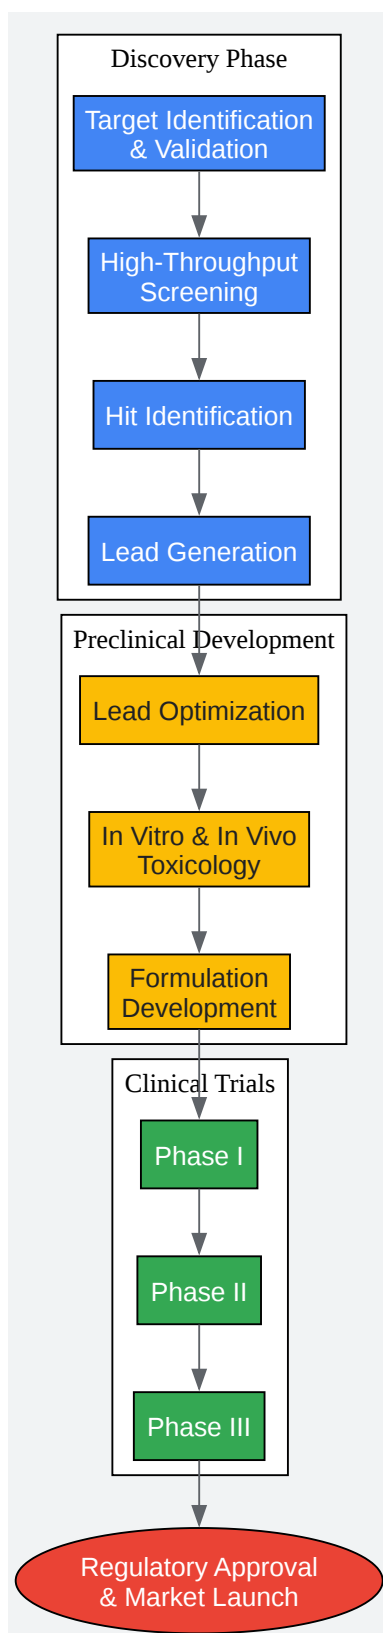 Discovery Phase
Target Identification
& Validation
High-Throughput
Screening
Hit Identification
Lead Generation
Preclinical Development
Lead Optimization
In Vitro & In Vivo
Toxicology
Formulation
Development
Clinical Trials
Phase I
Phase II
Phase III
Regulatory Approval
& Market Launch